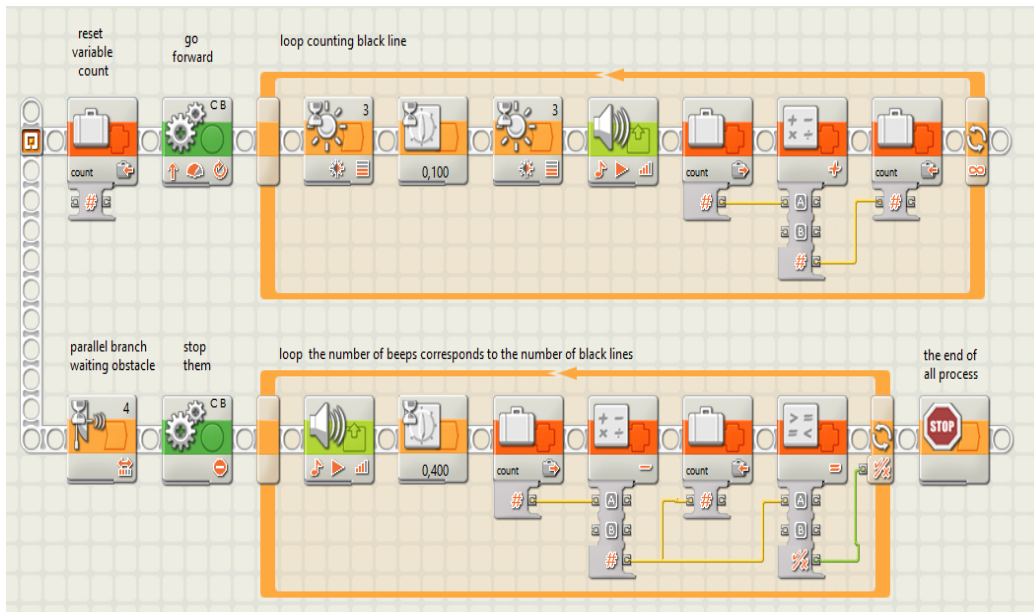 reset
variable
count
go
forward
loop counting black line
C B
3
3
count
0,100
count
count
#
#
A
B
#
#
parallel branch
waiting obstacle
stop
them
loop the number of beeps corresponds to the number of black lines
the end of
all process
4
C B
STOP
0,400
count
count
#
A
B
#
#
A
B